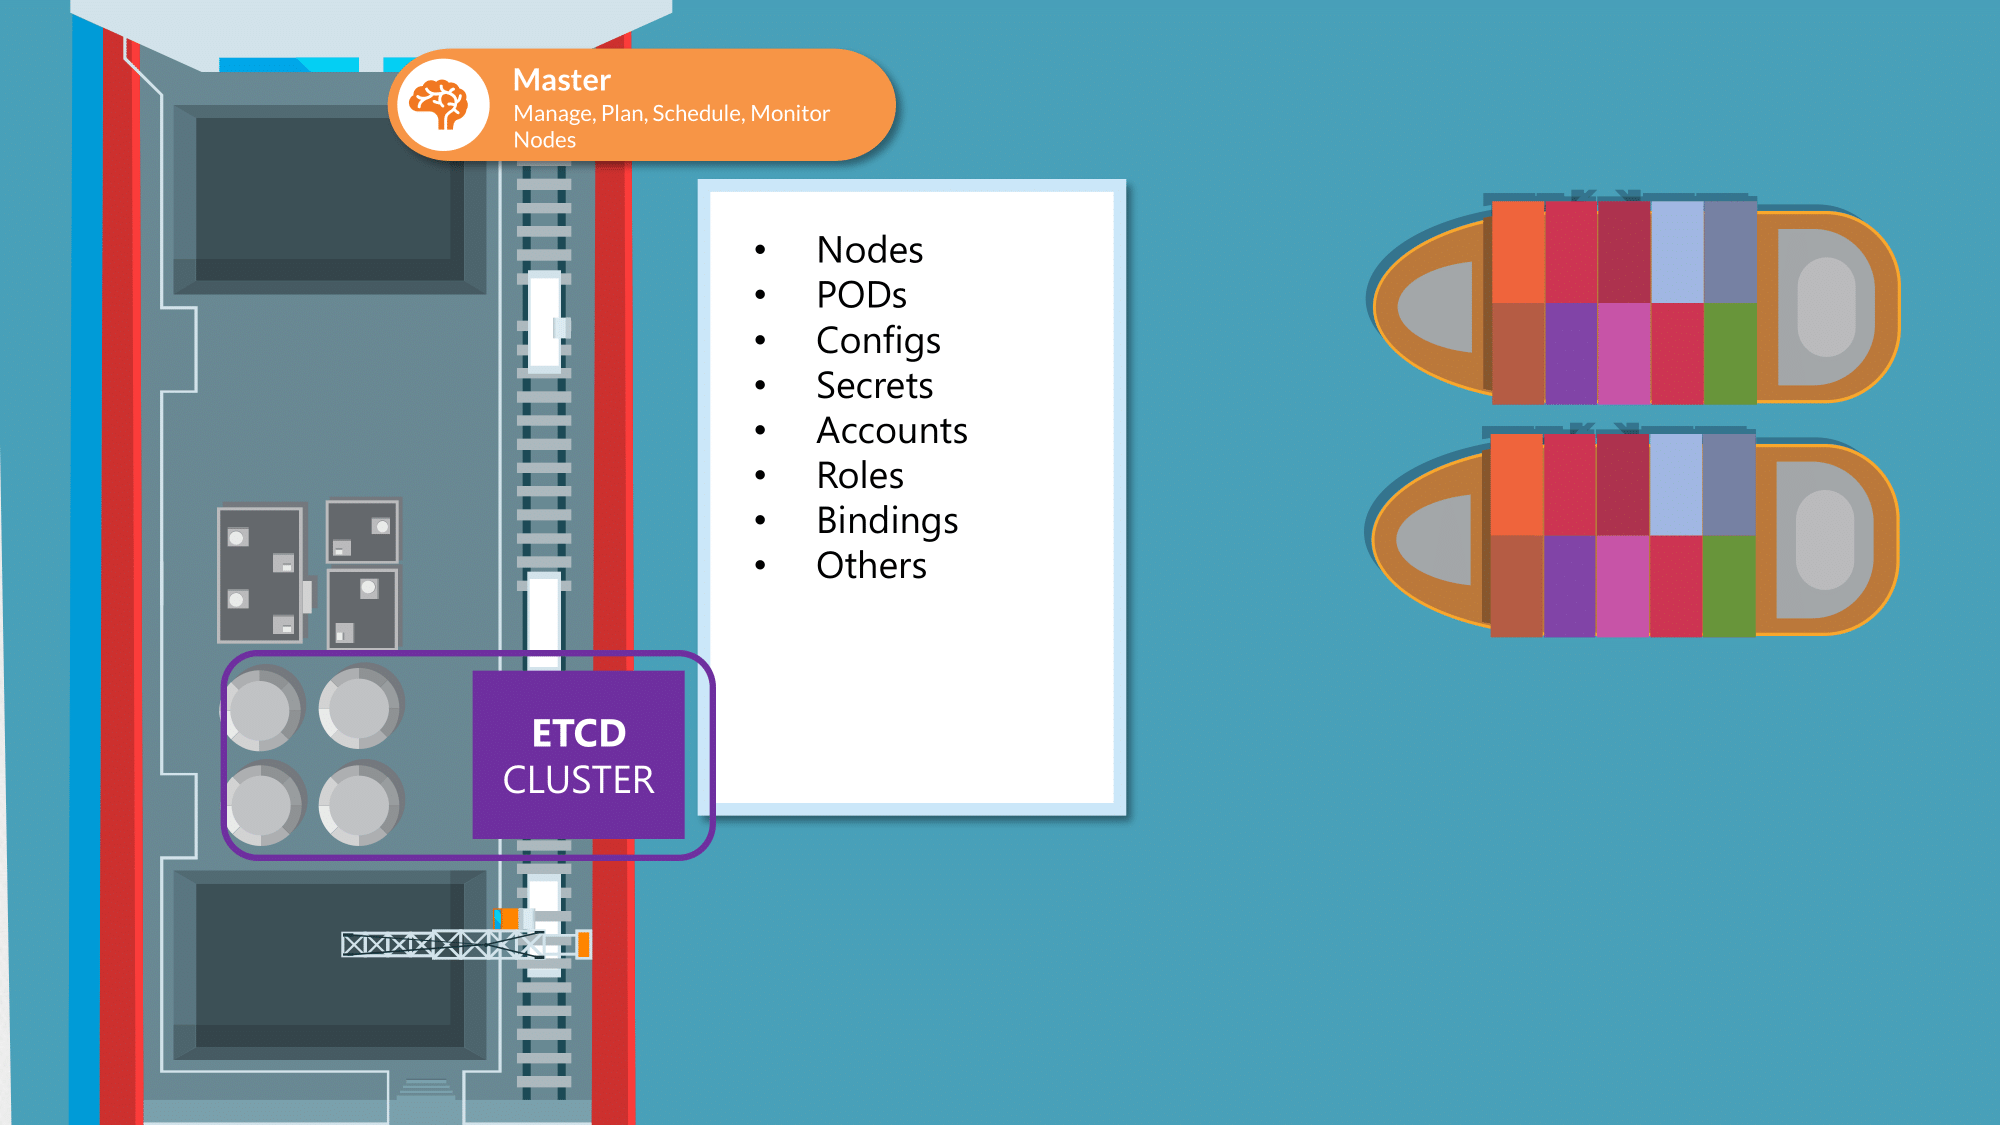 Master
Manage, Plan, Schedule, Monitor
Nodes
• Nodes
• PODs
• Configs
• Secrets
• Accounts
• Roles
• Bindings
• Others
ETCD
CLUSTER